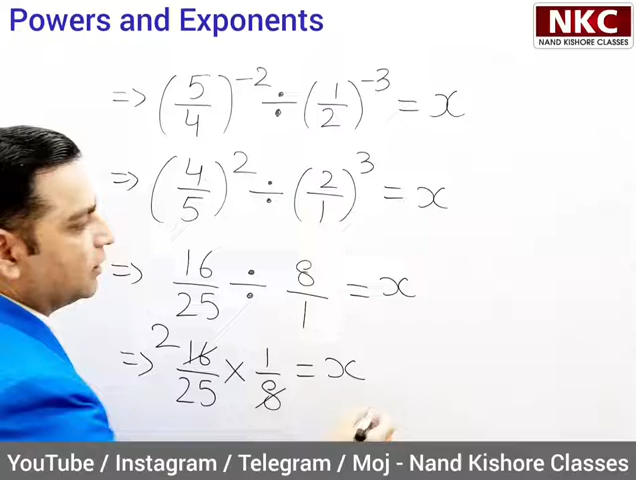 Powers and Exponents
NKC
NAND KISHORE CLASSES
=> (5/4)^-2 ÷ (1/2)^-3 = x
=> (4/5)^2 ÷ (2/1)^3 = x
=> 16/25 ÷ 8/1 = x
=> 2 16/25 × 1/8 = x
YouTube / Instagram / Telegram / Moj - Nand Kishore Classes